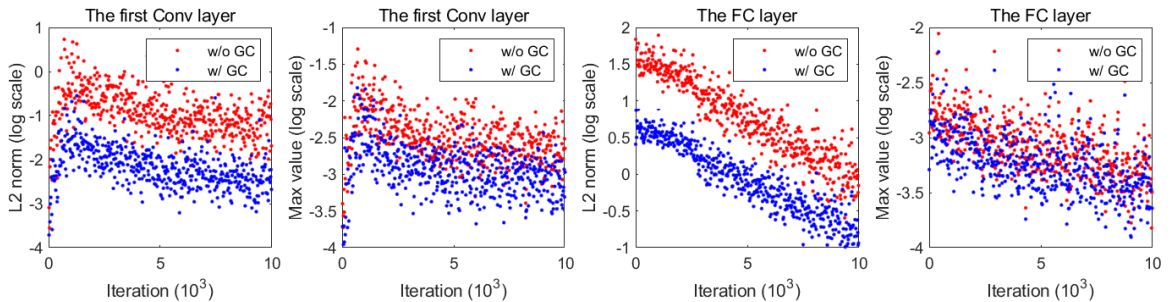 The first Conv layer
L2 norm (log scale)
1
0
-1
-2
-3
-4
w/o GC
w/ GC
0
5
10
Iteration (10³)
The first Conv layer
Max value (log scale)
-1
-1.5
-2
-2.5
-3
-3.5
-4
w/o GC
w/ GC
0
5
10
Iteration (10³)
The FC layer
L2 norm (log scale)
2
1.5
1
0.5
0
-0.5
-1
w/o GC
w/ GC
0
5
10
Iteration (10³)
The FC layer
Max value (log scale)
-2
-2.5
-3
-3.5
-4
w/o GC
w/ GC
0
5
10
Iteration (10³)